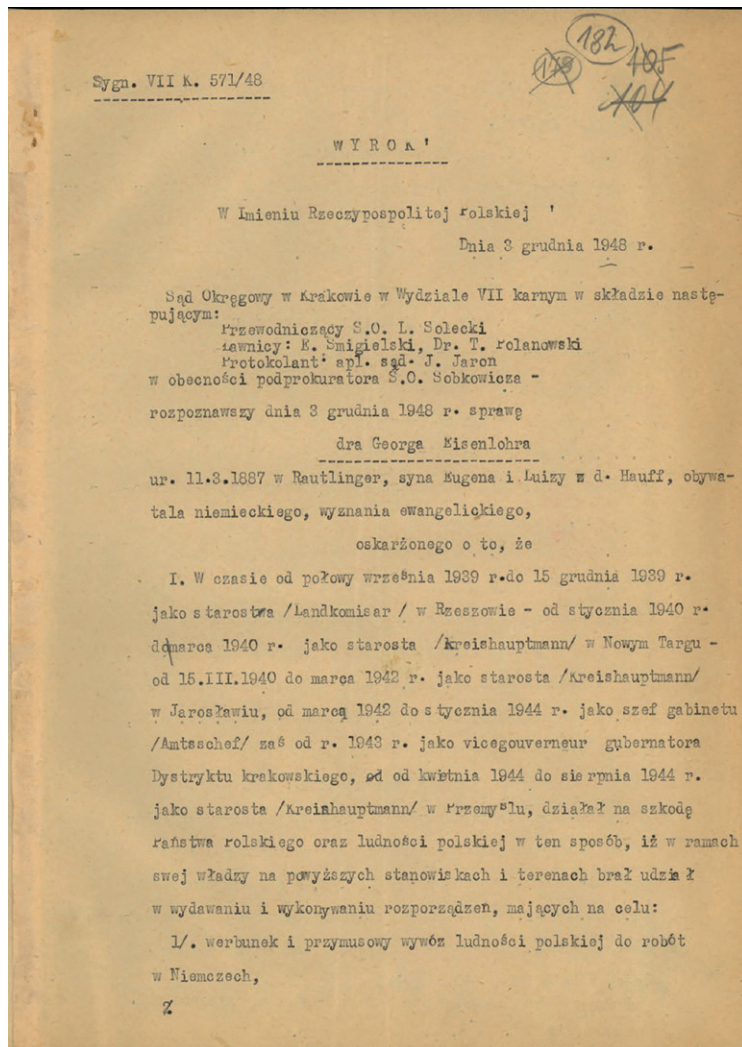 182
179
105
104
Sygn. VII K. 571/48
W Y R O K '
W Imieniu Rzeczypospolitej Polskiej '
Dnia 3 grudnia 1948 r.
Sąd Okręgowy w Krakowie w Wydziale VII karnym w składzie nastę-
pującym:
Przewodniczący S.O. L. Solecki
Ławnicy: E. Śmigielski, Dr. T. Polanowski
Protokolant: apl. sąd. J. Jaron
w obecności podprokuratora S.O. Sobkowicza -
rozpoznawszy dnia 3 grudnia 1948 r. sprawę
dra Georga Eisenlohra
ur. 11.3.1887 w Rautlinger, syna Eugena i Luizy z d. Hauff, obywa-
tala niemieckiego, wyznania ewangelickiego,
oskarżonego o to, że
I. W czasie od połowy września 1939 r.do 15 grudnia 1939 r.
jako starosta /Landkomisar / w Rzeszowie - od stycznia 1940 r.
do marca 1940 r. jako starosta /Kreishauptmann/ w Nowym Targu -
od 15.III.1940 do marca 1942 r. jako starosta /Kreishauptmann/
w Jarosławiu, od marca 1942 do stycznia 1944 r. jako szef gabinetu
/Amtsschef/ zaś od r. 1943 r. jako vicegouverneur gubernatora
Dystryktu krakowskiego, od od kwietnia 1944 do sierpnia 1944 r.
jako starosta /Kreinhauptmann/ w Przemyślu, działał na szkodę
Państwa Polskiego oraz ludności polskiej w ten sposób, iż w ramach
swej władzy na powyższych stanowiskach i terenach brał udział
w wydawaniu i wykonywaniu rozporządzeń, mających na celu:
1/. werbunek i przymusowy wywóz ludności polskiej do robót
w Niemczech,